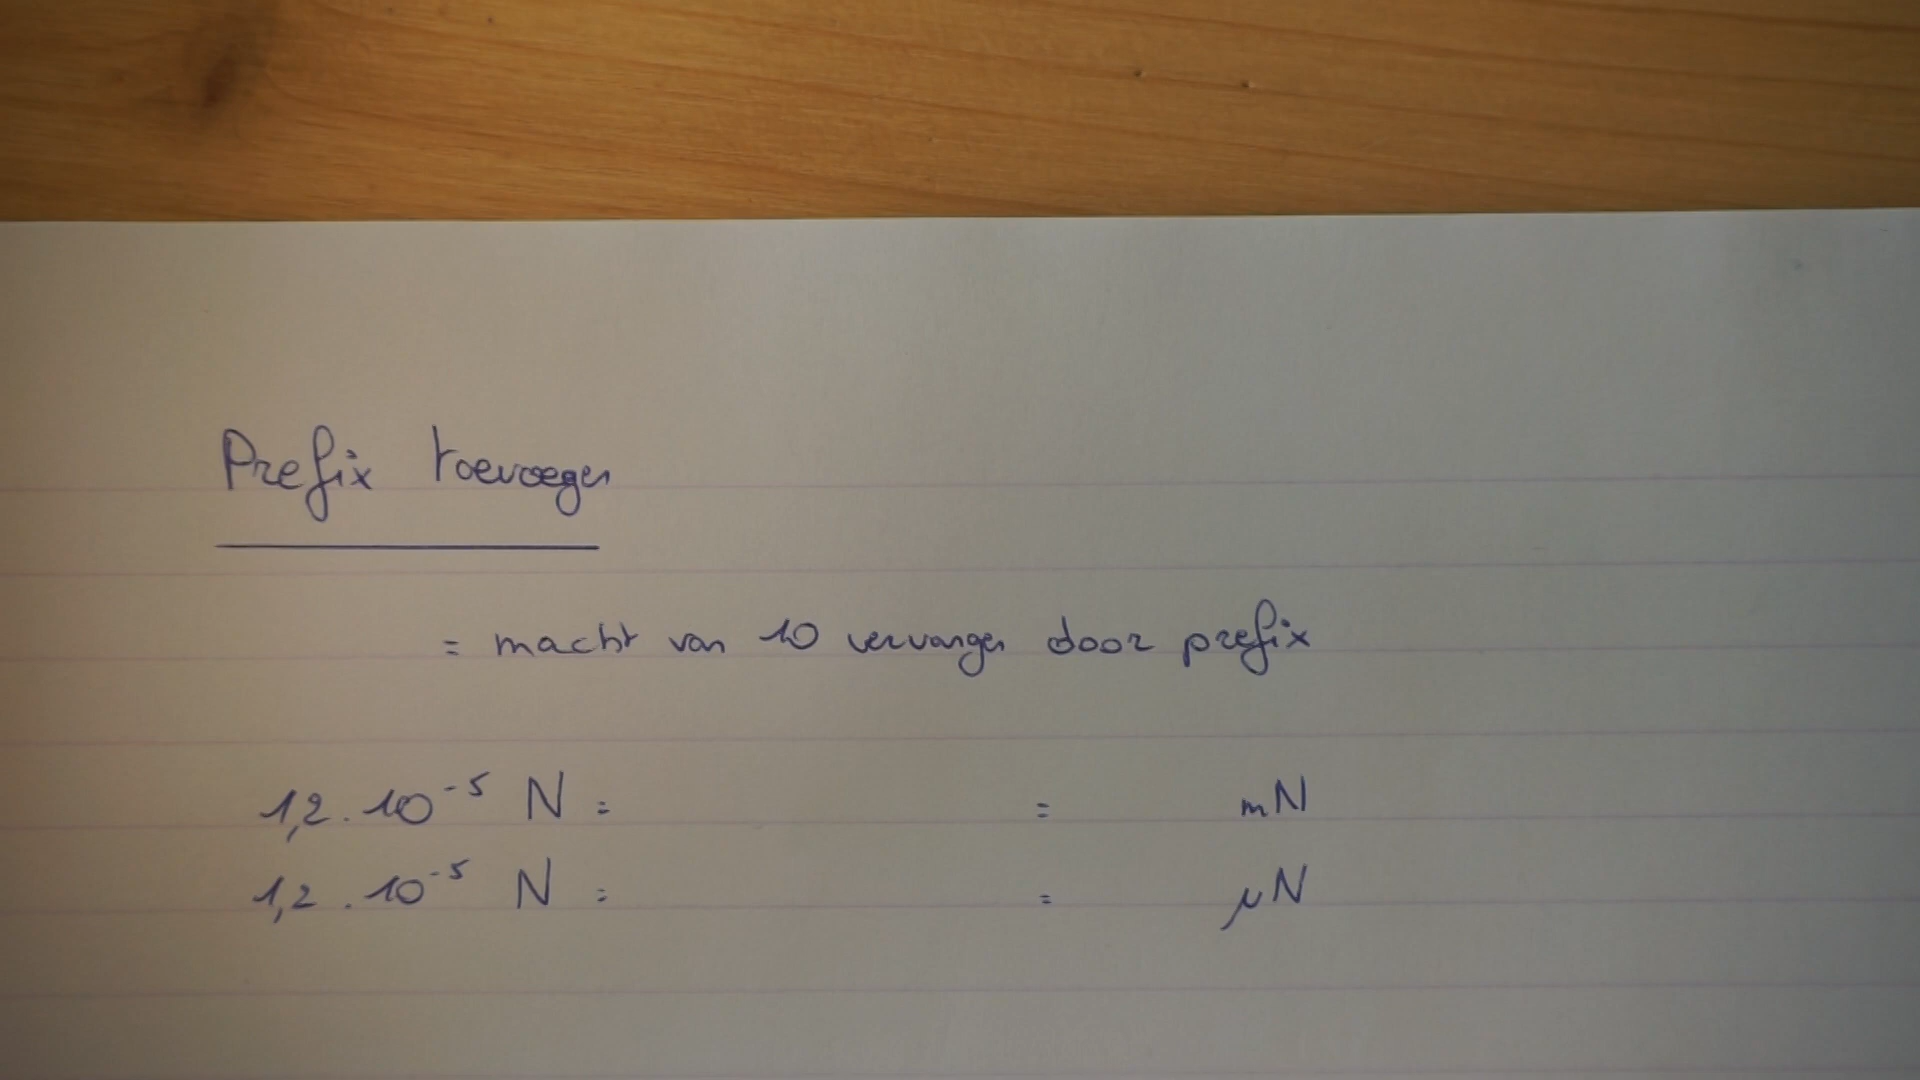 Prefix toevoegen
= macht van 10 vervangen door prefix
1,2 . 10⁻⁵ N = = mN
1,2 . 10⁻⁵ N = = μN